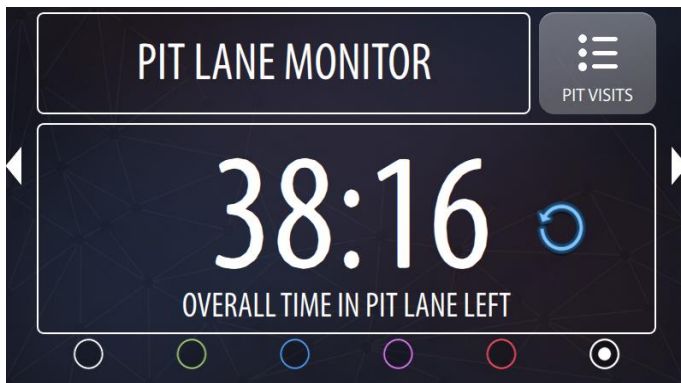 PIT LANE MONITOR
PIT VISITS
38:16
OVERALL TIME IN PIT LANE LEFT